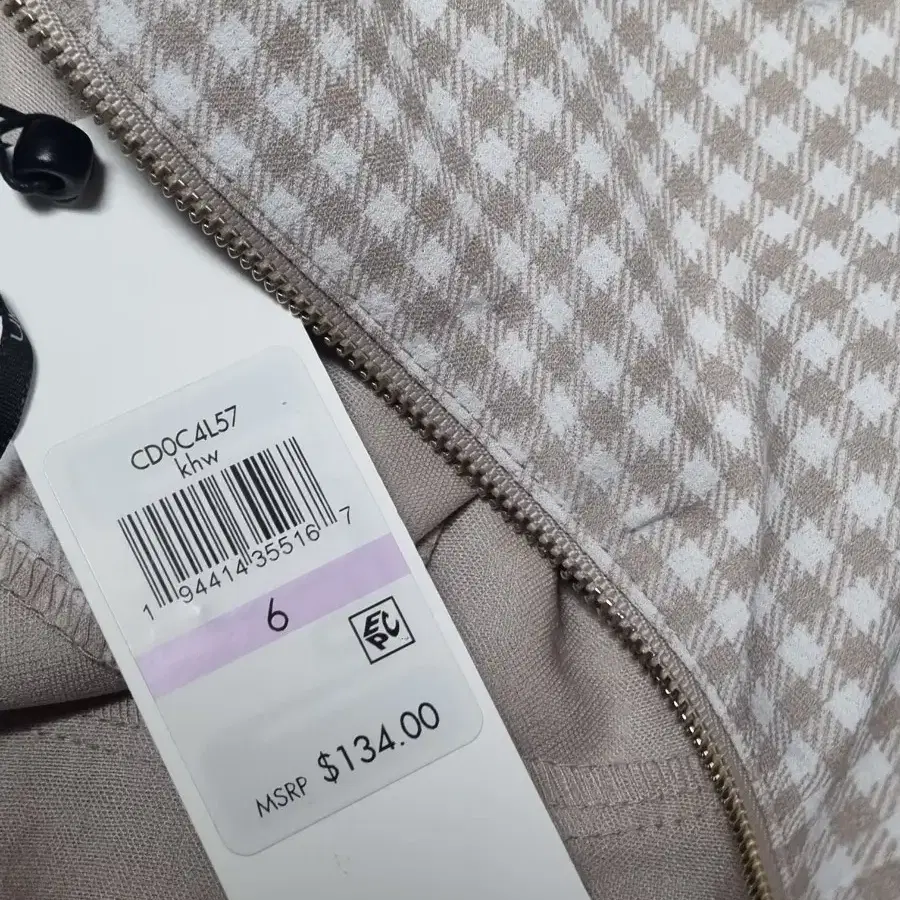 CD0C4L57
khw
1 94414 35516 7
6
EPC
MSRP $134.00